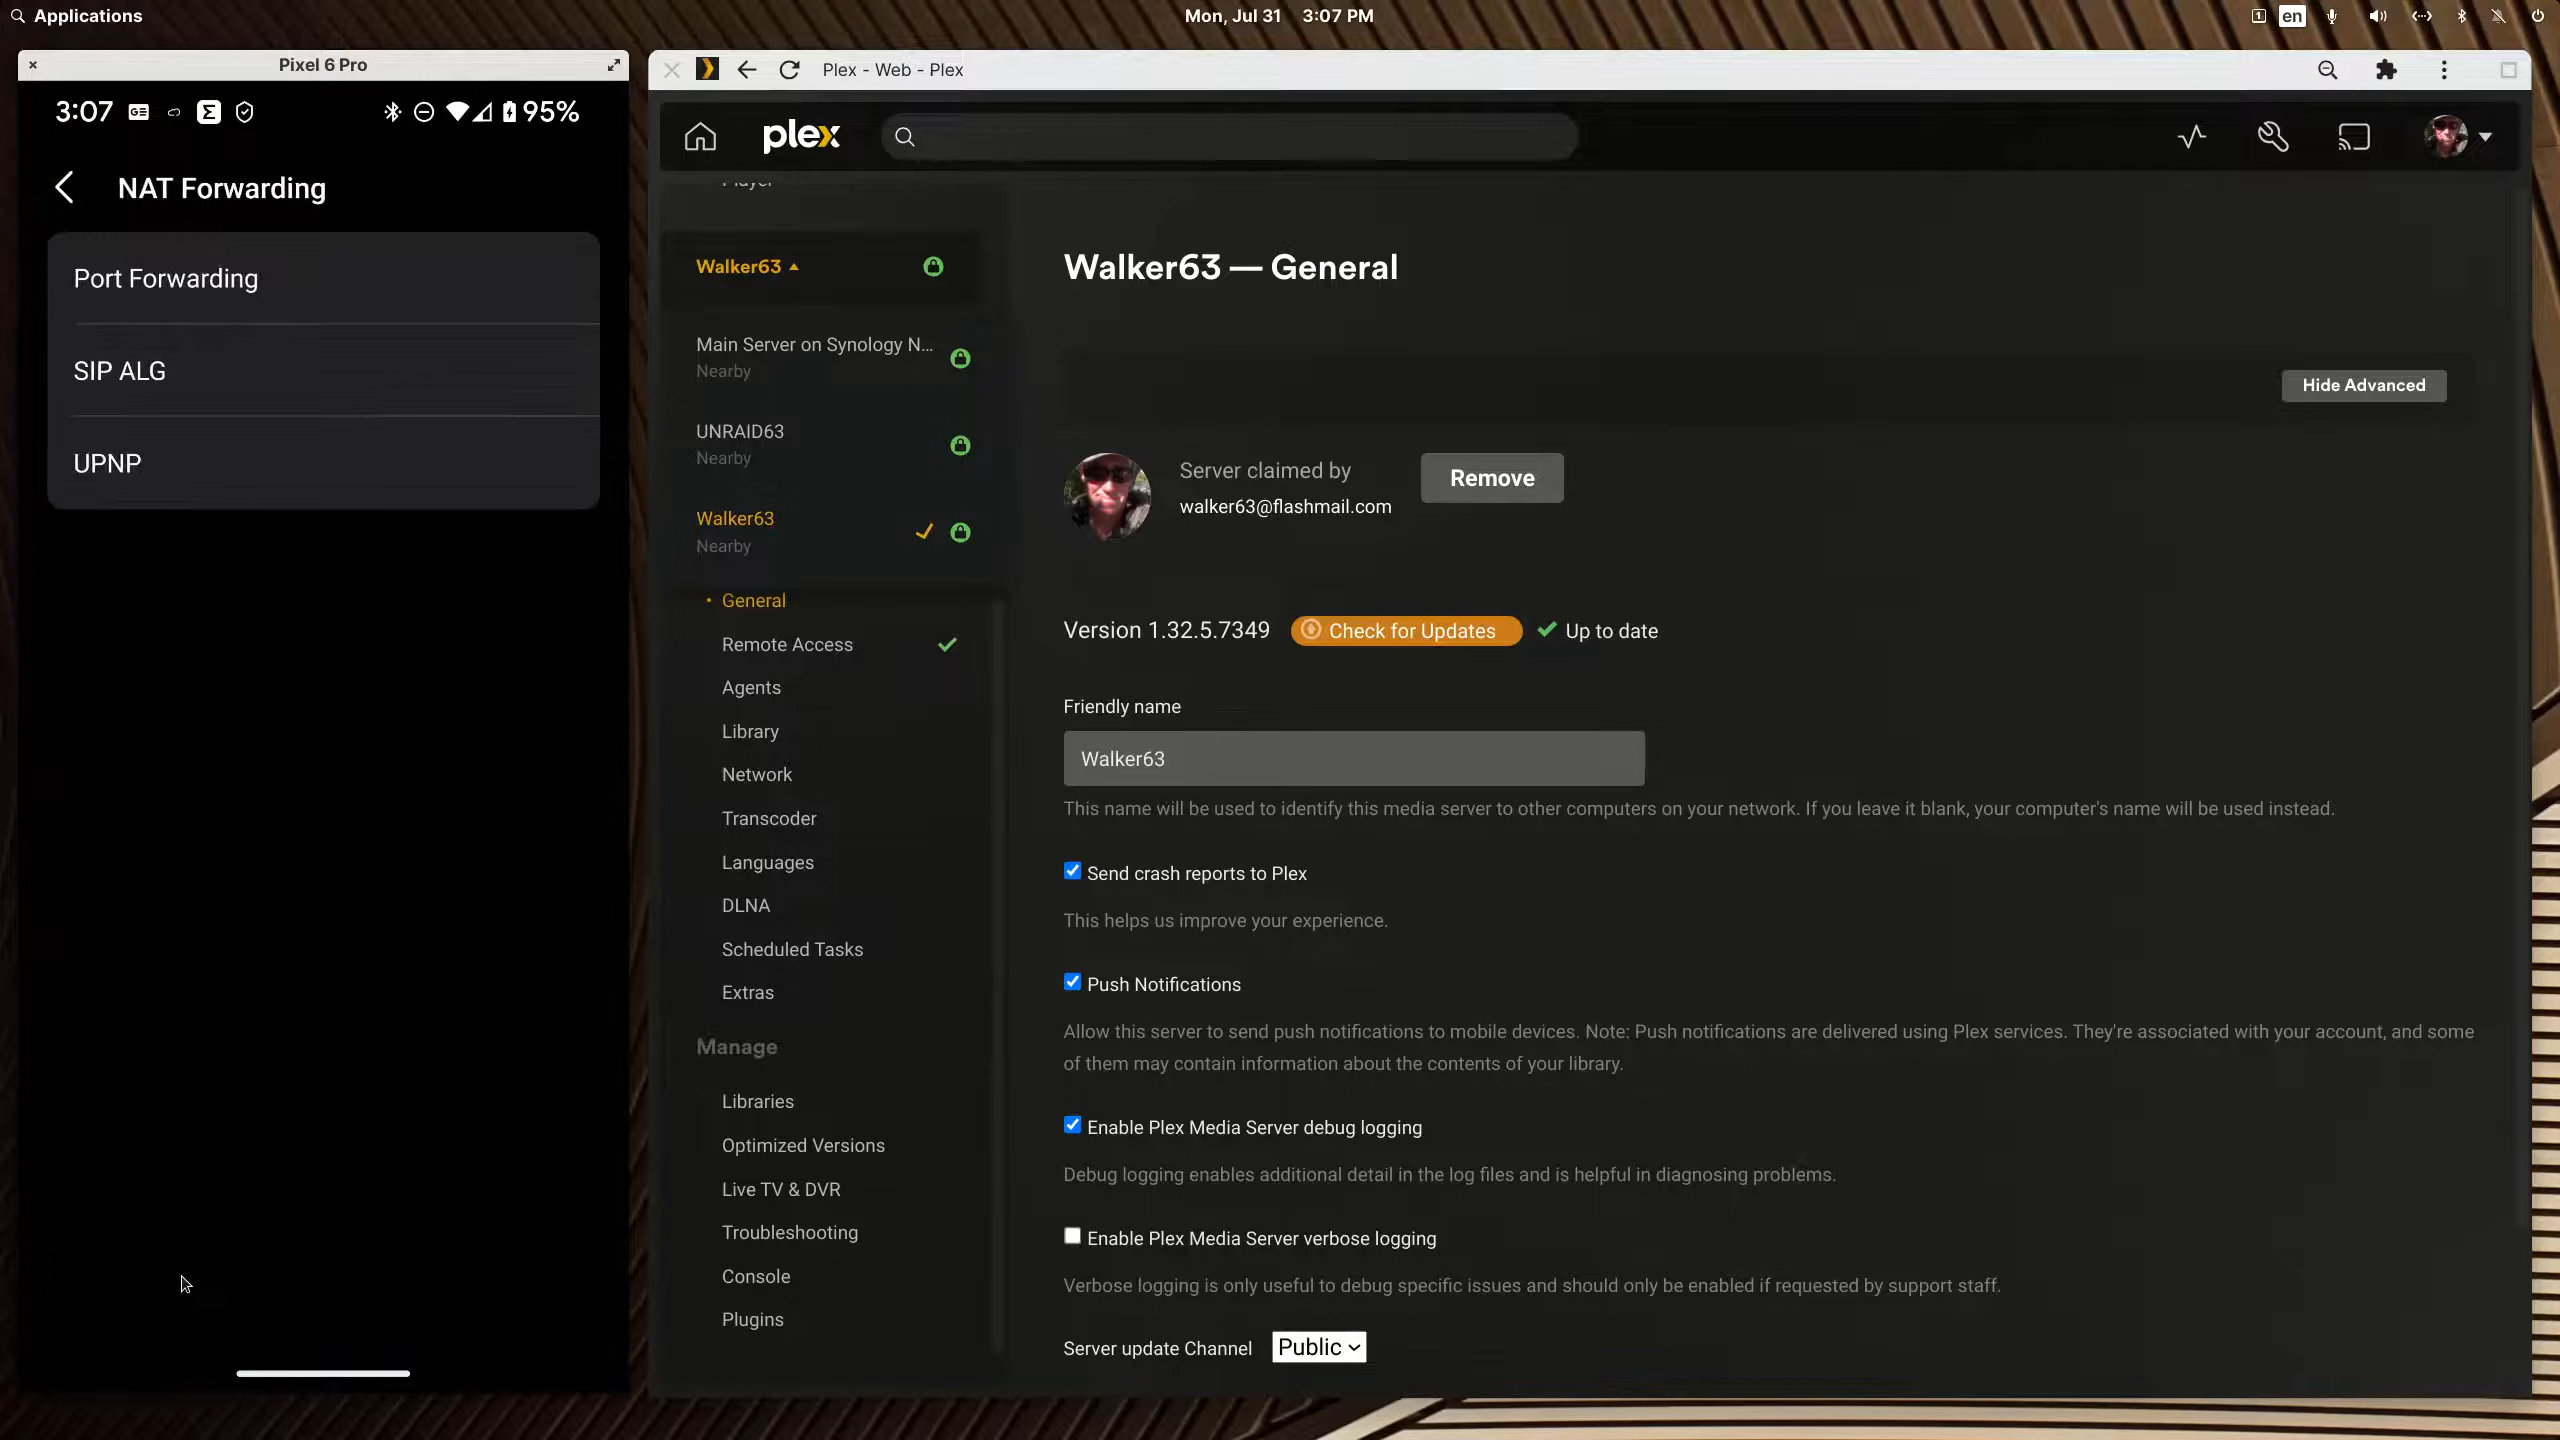 Applications
Mon, Jul 31 3:07 PM
1
en
×
Pixel 6 Pro
3:07
GE
Σ
95%
NAT Forwarding
Port Forwarding
SIP ALG
UPNP
Plex - Web - Plex
plex
Player
Walker63
Main Server on Synology N...
Nearby
UNRAID63
Nearby
Walker63
Nearby
General
Remote Access
Agents
Library
Network
Transcoder
Languages
DLNA
Scheduled Tasks
Extras
Manage
Libraries
Optimized Versions
Live TV & DVR
Troubleshooting
Console
Plugins
Walker63 — General
Hide Advanced
Server claimed by
walker63@flashmail.com
Remove
Version 1.32.5.7349
Check for Updates
Up to date
Friendly name
Walker63
This name will be used to identify this media server to other computers on your network. If you leave it blank, your computer's name will be used instead.
Send crash reports to Plex
This helps us improve your experience.
Push Notifications
Allow this server to send push notifications to mobile devices. Note: Push notifications are delivered using Plex services. They're associated with your account, and some
of them may contain information about the contents of your library.
Enable Plex Media Server debug logging
Debug logging enables additional detail in the log files and is helpful in diagnosing problems.
Enable Plex Media Server verbose logging
Verbose logging is only useful to debug specific issues and should only be enabled if requested by support staff.
Server update Channel
Public